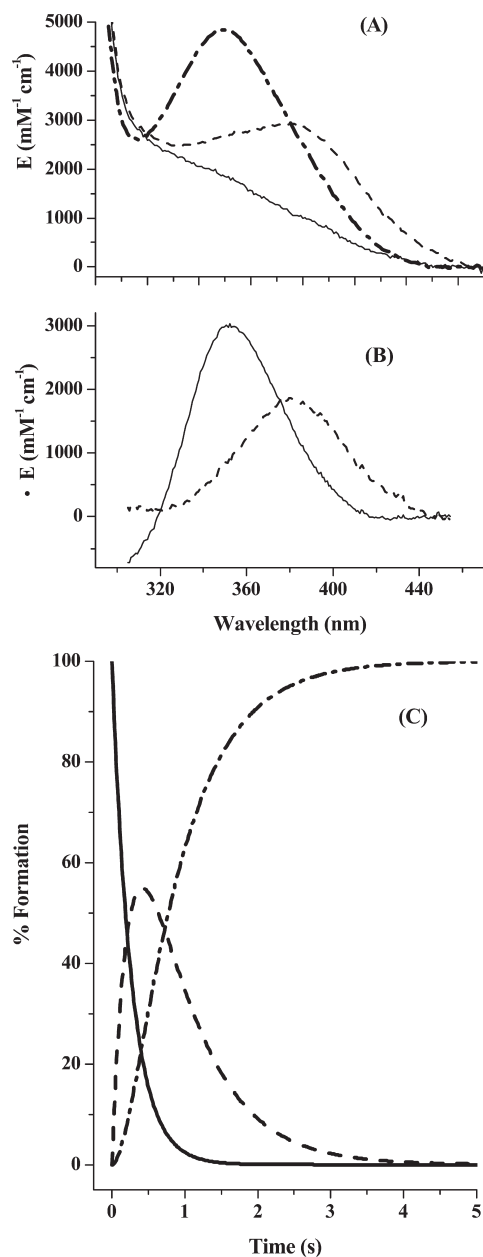 (A)
5000
4000
3000
2000
1000
0
E (mM⁻¹ cm⁻¹)
(B)
3000
2000
1000
0
• E (mM⁻¹ cm⁻¹)
320 360 400 440
Wavelength (nm)
(C)
100
80
60
40
20
0
% Formation
0 1 2 3 4 5
Time (s)